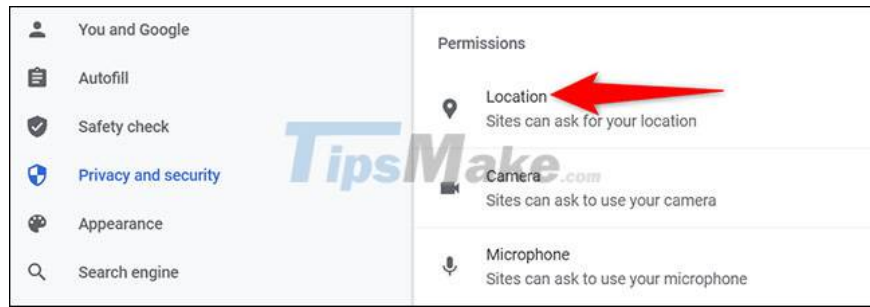 You and Google
Autofill
Safety check
Privacy and security
Appearance
Search engine
Permissions
Location
Sites can ask for your location
Camera
Sites can ask to use your camera
Microphone
Sites can ask to use your microphone
TipsMake.com